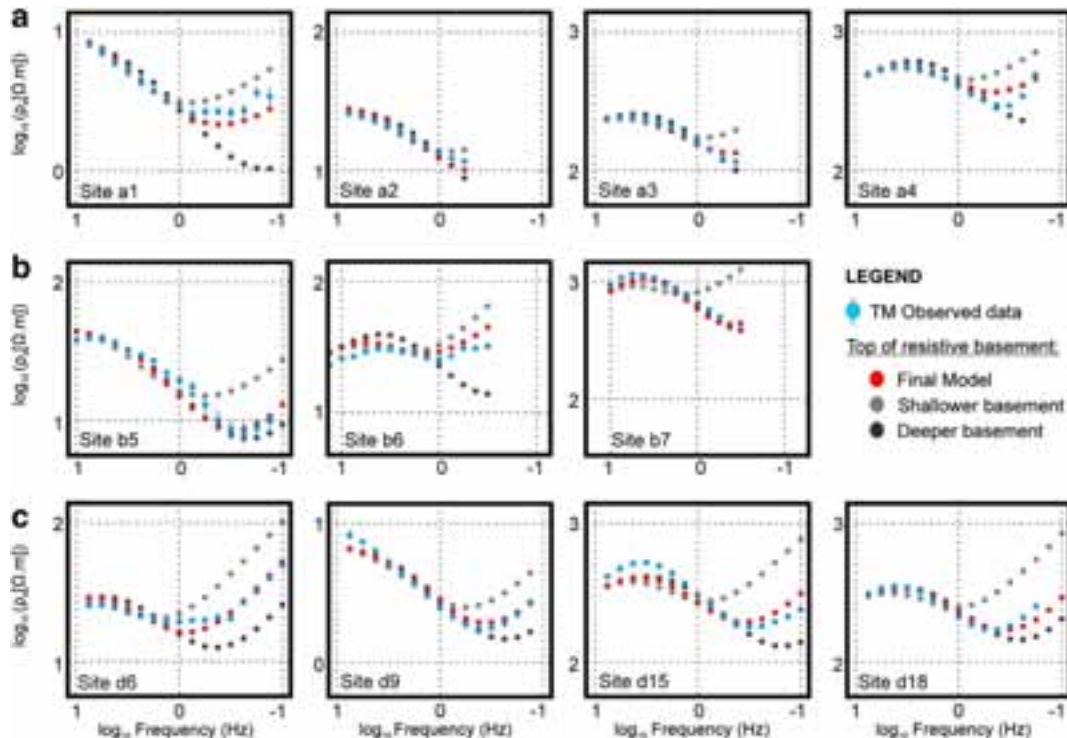 a
log₁₀ (ρₐ[Ω.m])
1
0
Site a1
1 0 -1
2
1
Site a2
1 0 -1
3
2
Site a3
1 0 -1
3
2
Site a4
1 0 -1
b
log₁₀ (ρₐ[Ω.m])
2
1
Site b5
1 0 -1
2
1
Site b6
1 0 -1
3
2
Site b7
1 0 -1
LEGEND
TM Observed data
Top of resistive basement:
Final Model
Shallower basement
Deeper basement
c
log₁₀ (ρₐ[Ω.m])
2
1
Site d6
1 0 -1
log₁₀ Frequency (Hz)
1
0
Site d9
1 0 -1
log₁₀ Frequency (Hz)
3
2
Site d15
1 0 -1
log₁₀ Frequency (Hz)
3
2
Site d18
1 0 -1
log₁₀ Frequency (Hz)